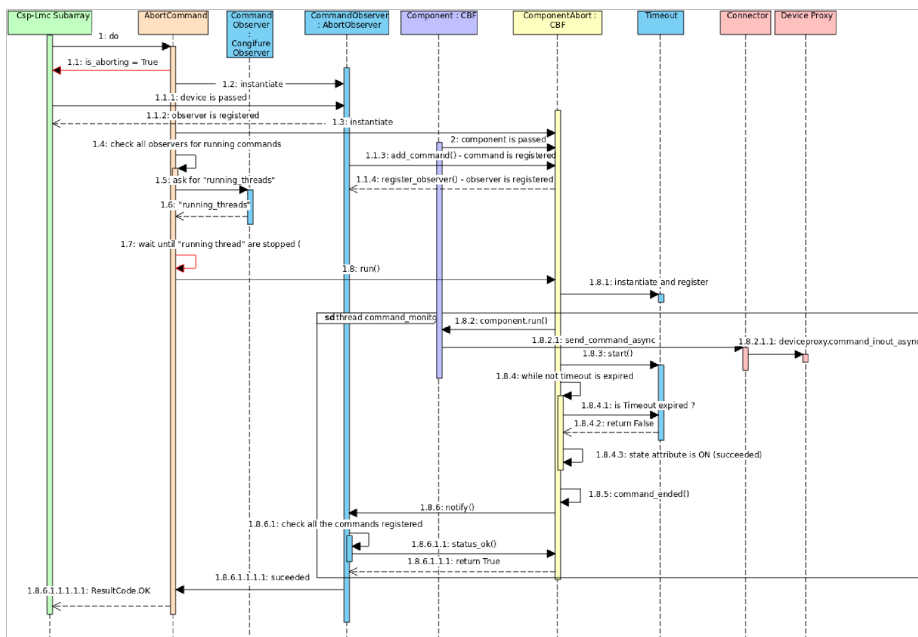 Csp-Lmc Subarray
AbortCommand
Command
Observer
:
Congifure
Observer
CommandObserver
: AbortObserver
Component : CBF
ComponentAbort :
CBF
Timeout
Connector
Device Proxy
1: do
1.1: is_aborting = True
1.2: instantiate
1.1.1: device is passed
1.1.2: observer is registered
1.3: instantiate
2: component is passed
1.4: check all observers for running commands
1.1.3: add_command() - command is registered
1.5: ask for "running_threads"
1.1.4: register_observer() - observer is registered
1.6: "running_threads"
1.7: wait until "running thread" are stopped (
1.8: run()
1.8.1: instantiate and register
sd thread command_monito
1.8.2: component.run()
1.8.2.1: send_command_async
1.8.2.1.1: deviceproxy.command_inout_async
1.8.3: start()
1.8.4: while not timeout is expired
1.8.4.1: is Timeout expired ?
1.8.4.2: return False
1.8.4.3: state attribute is ON (succeeded)
1.8.5: command_ended()
1.8.6: notify()
1.8.6.1: check all the commands registered
1.8.6.1.1: status_ok()
1.8.6.1.1.1: return True
1.8.6.1.1.1.1: suceeded
1.8.6.1.1.1.1.1: ResultCode.OK